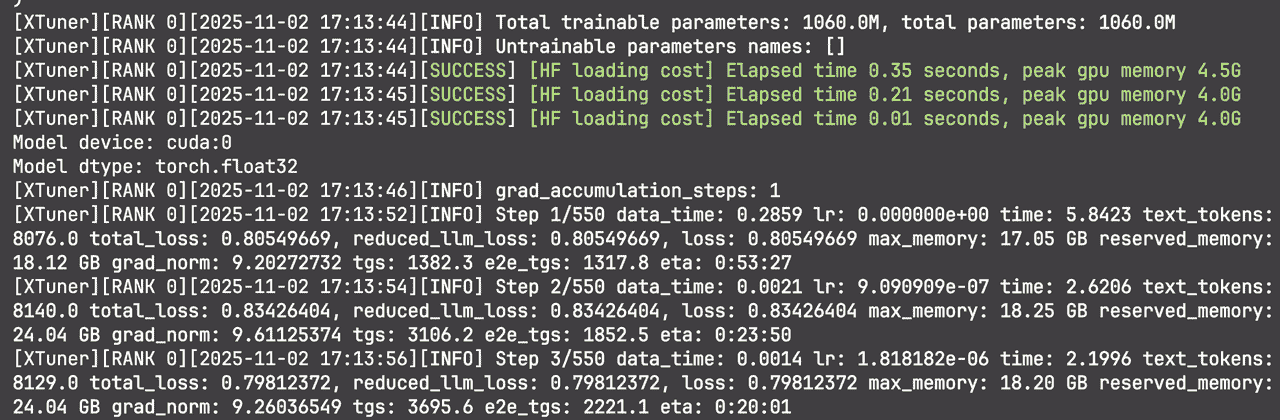 [XTuner][RANK 0][2025-11-02 17:13:44][INFO] Total trainable parameters: 1060.0M, total parameters: 1060.0M
[XTuner][RANK 0][2025-11-02 17:13:44][INFO] Untrainable parameters names: []
[XTuner][RANK 0][2025-11-02 17:13:44][SUCCESS] [HF loading cost] Elapsed time 0.35 seconds, peak gpu memory 4.5G
[XTuner][RANK 0][2025-11-02 17:13:45][SUCCESS] [HF loading cost] Elapsed time 0.21 seconds, peak gpu memory 4.0G
[XTuner][RANK 0][2025-11-02 17:13:45][SUCCESS] [HF loading cost] Elapsed time 0.01 seconds, peak gpu memory 4.0G
Model device: cuda:0
Model dtype: torch.float32
[XTuner][RANK 0][2025-11-02 17:13:46][INFO] grad_accumulation_steps: 1
[XTuner][RANK 0][2025-11-02 17:13:52][INFO] Step 1/550 data_time: 0.2859 lr: 0.000000e+00 time: 5.8423 text_tokens:
8076.0 total_loss: 0.80549669, reduced_llm_loss: 0.80549669, loss: 0.80549669 max_memory: 17.05 GB reserved_memory:
18.12 GB grad_norm: 9.20272732 tgs: 1382.3 e2e_tgs: 1317.8 eta: 0:53:27
[XTuner][RANK 0][2025-11-02 17:13:54][INFO] Step 2/550 data_time: 0.0021 lr: 9.090909e-07 time: 2.6206 text_tokens:
8140.0 total_loss: 0.83426404, reduced_llm_loss: 0.83426404, loss: 0.83426404 max_memory: 18.25 GB reserved_memory:
24.04 GB grad_norm: 9.61125374 tgs: 3106.2 e2e_tgs: 1852.5 eta: 0:23:50
[XTuner][RANK 0][2025-11-02 17:13:56][INFO] Step 3/550 data_time: 0.0014 lr: 1.818182e-06 time: 2.1996 text_tokens:
8129.0 total_loss: 0.79812372, reduced_llm_loss: 0.79812372, loss: 0.79812372 max_memory: 18.20 GB reserved_memory:
24.04 GB grad_norm: 9.26036549 tgs: 3695.6 e2e_tgs: 2221.1 eta: 0:20:01